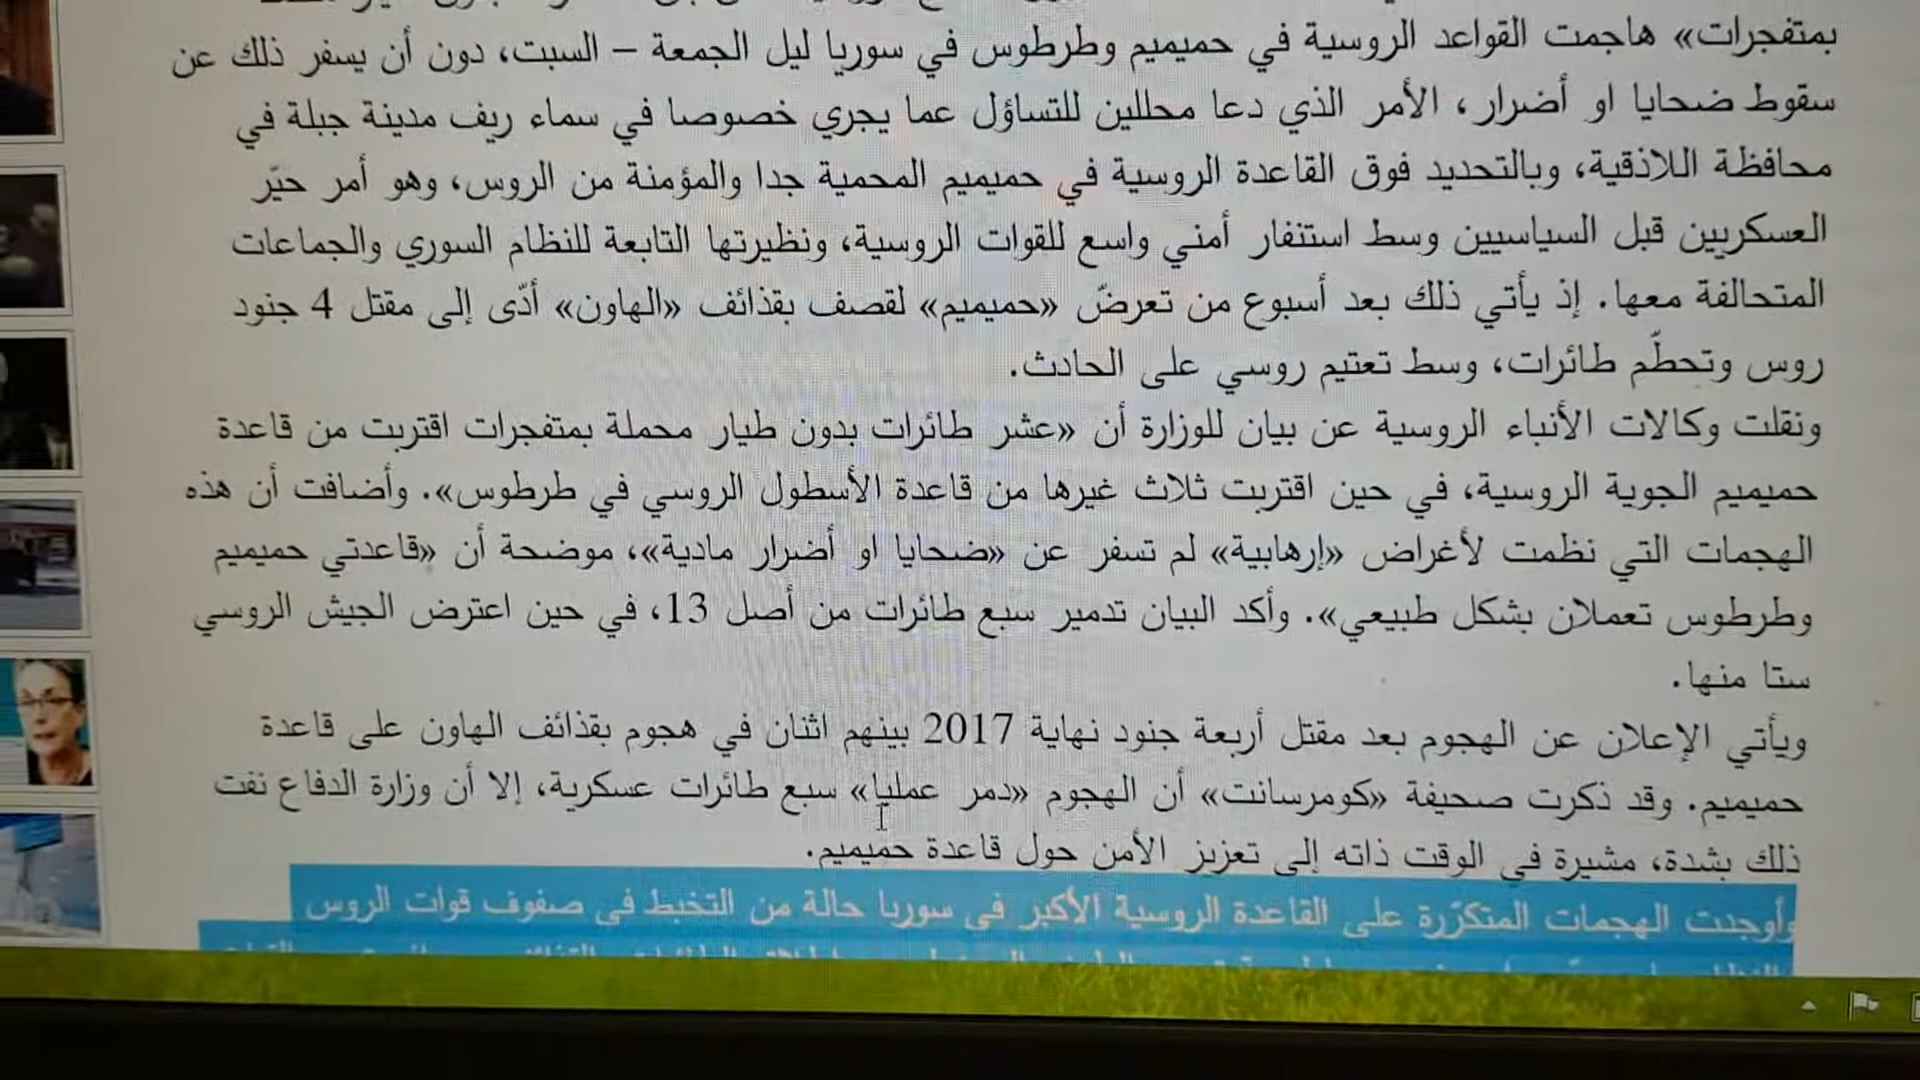 بمتفجرات» هاجمت القواعد الروسية في حميميم وطرطوس في سوريا ليل الجمعة – السبت، دون أن يسفر ذلك عن
سقوط ضحايا او أضرار، الأمر الذي دعا محللين للتساؤل عما يجري خصوصا في سماء ريف مدينة جبلة في
محافظة اللاذقية، وبالتحديد فوق القاعدة الروسية في حميميم المحمية جدا والمؤمنة من الروس، وهو أمر حيّر
العسكريين قبل السياسيين وسط استنفار أمني واسع للقوات الروسية، ونظيرتها التابعة للنظام السوري والجماعات
المتحالفة معها. إذ يأتي ذلك بعد أسبوع من تعرضّ «حميميم» لقصف بقذائف «الهاون» أدّى إلى مقتل 4 جنود
روس وتحطّم طائرات، وسط تعتيم روسي على الحادث.
ونقلت وكالات الأنباء الروسية عن بيان للوزارة أن «عشر طائرات بدون طيار محملة بمتفجرات اقتربت من قاعدة
حميميم الجوية الروسية، في حين اقتربت ثلاث غيرها من قاعدة الأسطول الروسي في طرطوس». وأضافت أن هذه
الهجمات التي نظمت لأغراض «إرهابية» لم تسفر عن «ضحايا او أضرار مادية»، موضحة أن «قاعدتي حميميم
وطرطوس تعملان بشكل طبيعي». وأكد البيان تدمير سبع طائرات من أصل 13، في حين اعترض الجيش الروسي
ستا منها.
ويأتي الإعلان عن الهجوم بعد مقتل أربعة جنود نهاية 2017 بينهم اثنان في هجوم بقذائف الهاون على قاعدة
حميميم. وقد ذكرت صحيفة «كومرسانت» أن الهجوم «دمر عمليا» سبع طائرات عسكرية، إلا أن وزارة الدفاع نفت
ذلك بشدة، مشيرة في الوقت ذاته إلى تعزيز الأمن حول قاعدة حميميم.
وأوجدت الهجمات المتكرّرة على القاعدة الروسية الأكبر في سوريا حالة من التخبط في صفوف قوات الروس